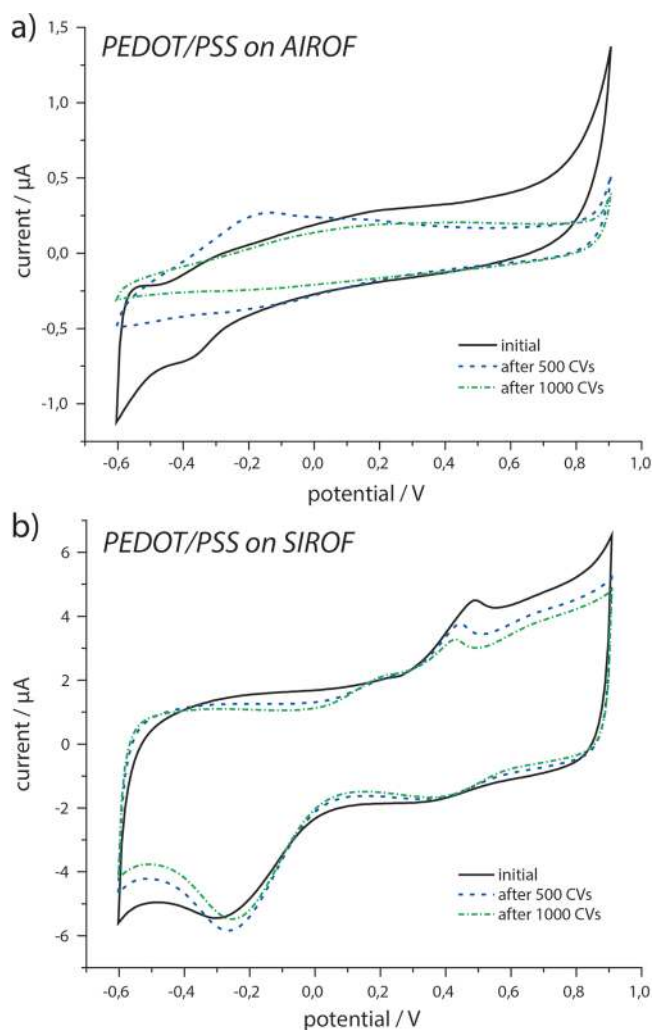 a)
PEDOT/PSS on AIROF
1,5
1,0
0,5
0,0
-0,5
-1,0
current / µA
initial
after 500 CVs
after 1000 CVs
-0,6 -0,4 -0,2 0,0 0,2 0,4 0,6 0,8 1,0
potential / V
b)
PEDOT/PSS on SIROF
6
4
2
0
-2
-4
-6
current / µA
initial
after 500 CVs
after 1000 CVs
-0,6 -0,4 -0,2 0,0 0,2 0,4 0,6 0,8 1,0
potential / V